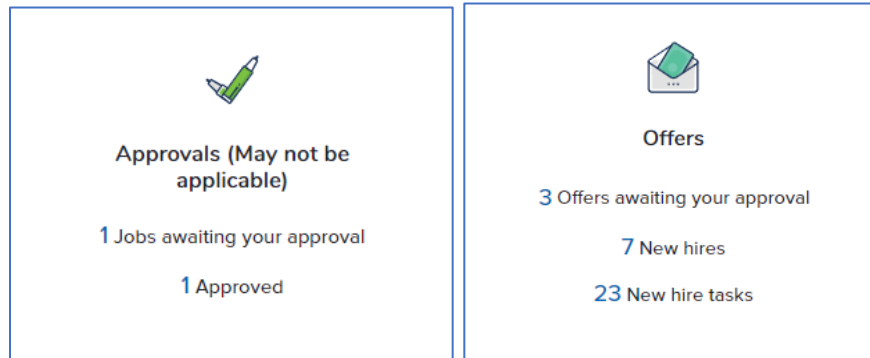 Approvals (May not be
applicable)
1 Jobs awaiting your approval
1 Approved
Offers
3 Offers awaiting your approval
7 New hires
23 New hire tasks